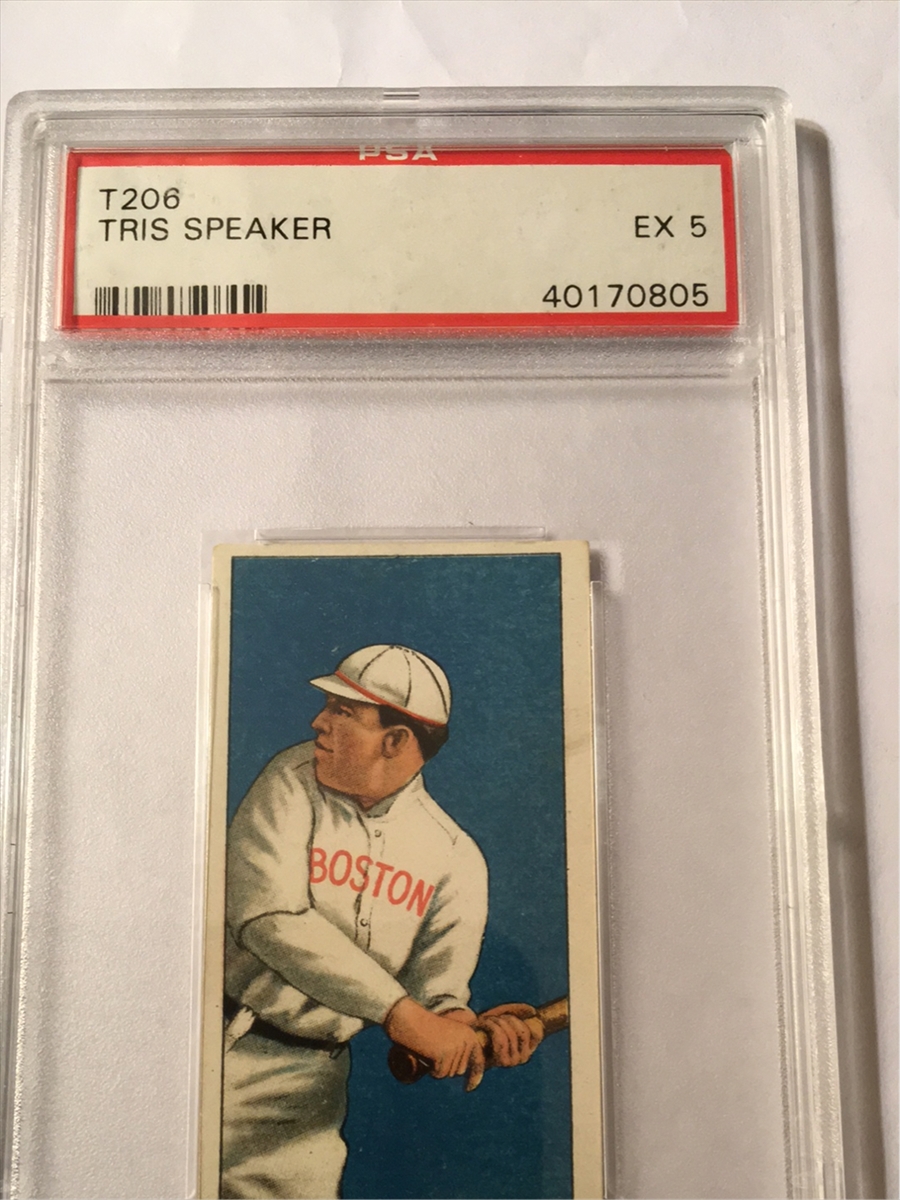 PSA
T206
TRIS SPEAKER
EX 5
40170805
BOSTON